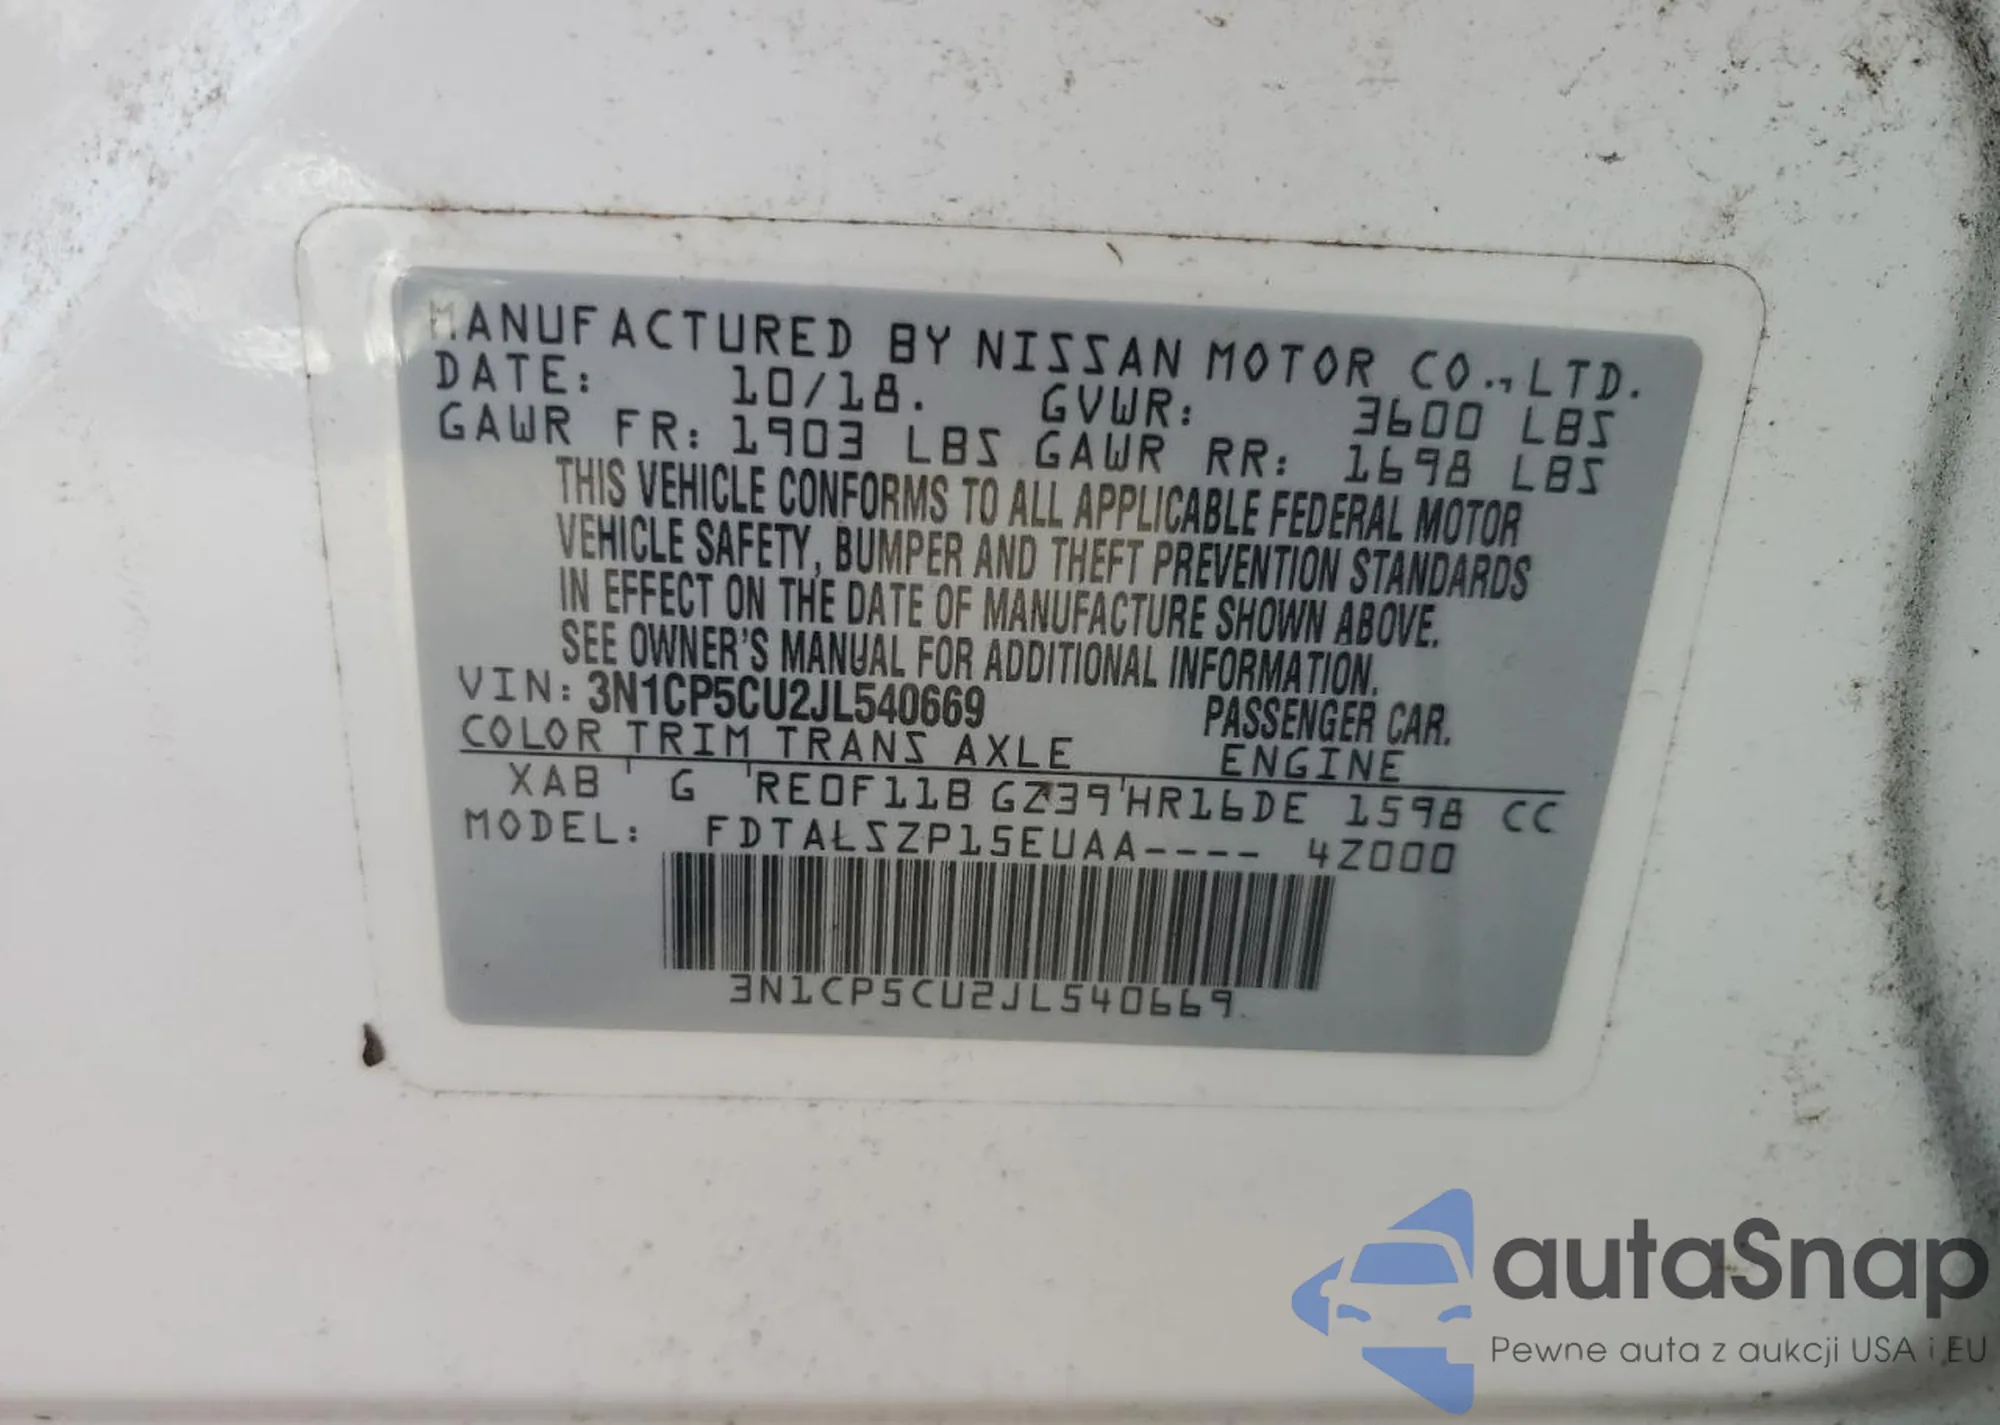 MANUFACTURED BY NISSAN MOTOR CO., LTD.
DATE: 10/18. GVWR: 3600 LBS
GAWR FR: 1903 LBS GAWR RR: 1698 LBS
THIS VEHICLE CONFORMS TO ALL APPLICABLE FEDERAL MOTOR
VEHICLE SAFETY, BUMPER AND THEFT PREVENTION STANDARDS
IN EFFECT ON THE DATE OF MANUFACTURE SHOWN ABOVE.
SEE OWNER'S MANUAL FOR ADDITIONAL INFORMATION.
VIN: 3N1CP5CU2JL540669 PASSENGER CAR.
COLOR TRIM TRANS AXLE ENGINE
XAB G RE0F11B GZ39 HR16DE 1598 CC
MODEL: FDTALSZP15EUAA---- 4Z000
3N1CP5CU2JL540669
autaSnap
Pewne auta z aukcji USA i EU